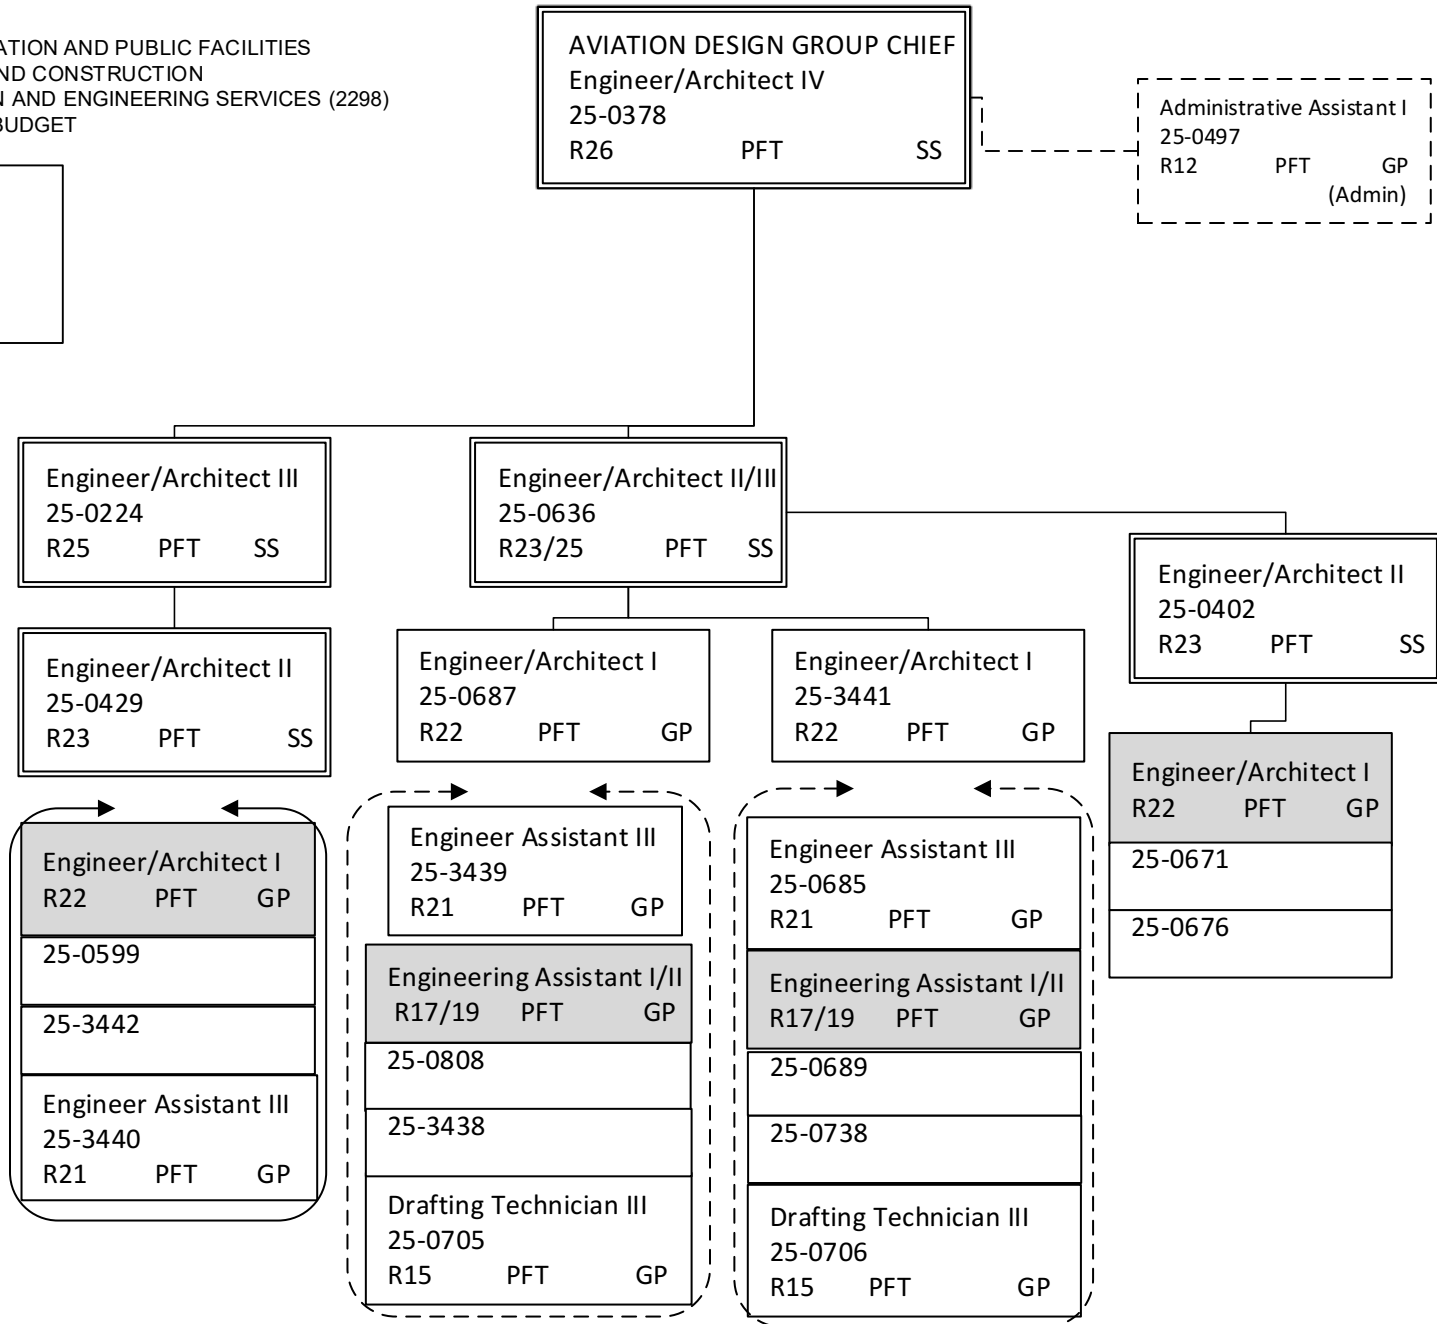 ATION AND PUBLIC FACILITIES
ND CONSTRUCTION
N AND ENGINEERING SERVICES (2298)
BUDGET
AVIATION DESIGN GROUP CHIEF
Engineer/Architect IV
25-0378
R26 PFT SS
Administrative Assistant I
25-0497
R12 PFT GP
(Admin)
Engineer/Architect III
25-0224
R25 PFT SS
Engineer/Architect II/III
25-0636
R23/25 PFT SS
Engineer/Architect II
25-0402
R23 PFT SS
Engineer/Architect II
25-0429
R23 PFT SS
Engineer/Architect I
25-0687
R22 PFT GP
Engineer/Architect I
25-3441
R22 PFT GP
Engineer/Architect I
R22 PFT GP
25-0671
25-0676
Engineer/Architect I
R22 PFT GP
25-0599
25-3442
Engineer Assistant III
25-3440
R21 PFT GP
Engineer Assistant III
25-3439
R21 PFT GP
Engineering Assistant I/II
R17/19 PFT GP
25-0808
25-3438
Drafting Technician III
25-0705
R15 PFT GP
Engineer Assistant III
25-0685
R21 PFT GP
Engineering Assistant I/II
R17/19 PFT GP
25-0689
25-0738
Drafting Technician III
25-0706
R15 PFT GP